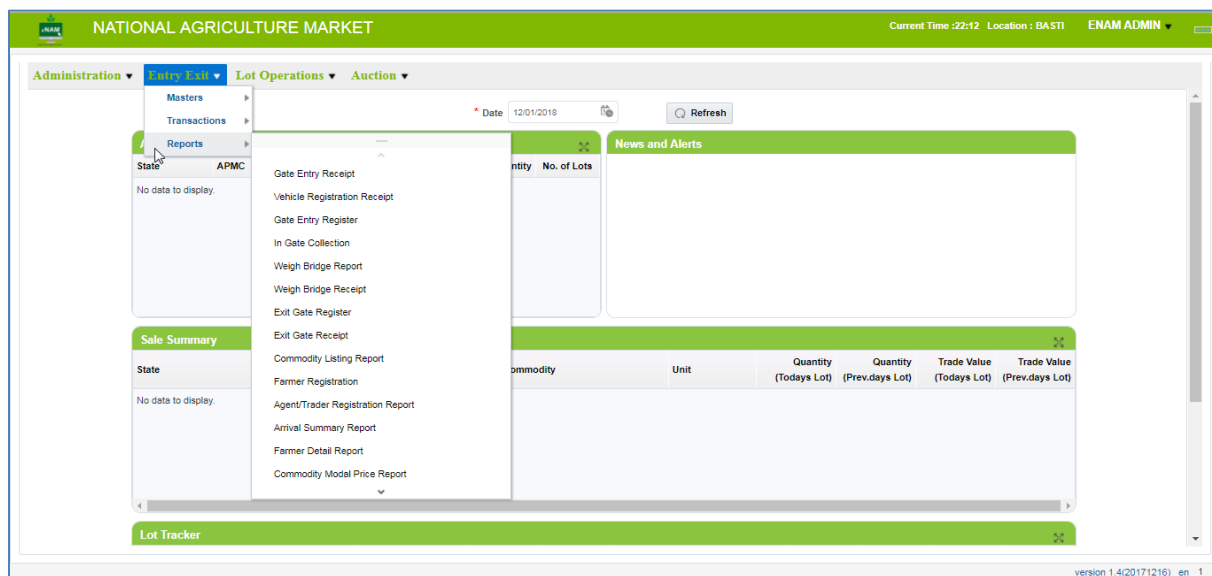 eNAM
NATIONAL AGRICULTURE MARKET
Current Time :22:12 Location : BASTI
ENAM ADMIN
Administration
Entry Exit
Lot Operations
Auction
Masters
Transactions
Reports
* Date 12/01/2018
Refresh
News and Alerts
State APMC No. of Lots
No data to display.
Gate Entry Receipt
Vehicle Registration Receipt
Gate Entry Register
In Gate Collection
Weigh Bridge Report
Weigh Bridge Receipt
Exit Gate Register
Exit Gate Receipt
Commodity Listing Report
Farmer Registration
Agent/Trader Registration Report
Arrival Summary Report
Farmer Detail Report
Commodity Modal Price Report
Sale Summary
State Unit Quantity (Todays Lot) Quantity (Prev.days Lot) Trade Value (Todays Lot) Trade Value (Prev.days Lot)
No data to display.
Lot Tracker
version 1.4(20171216) en 1